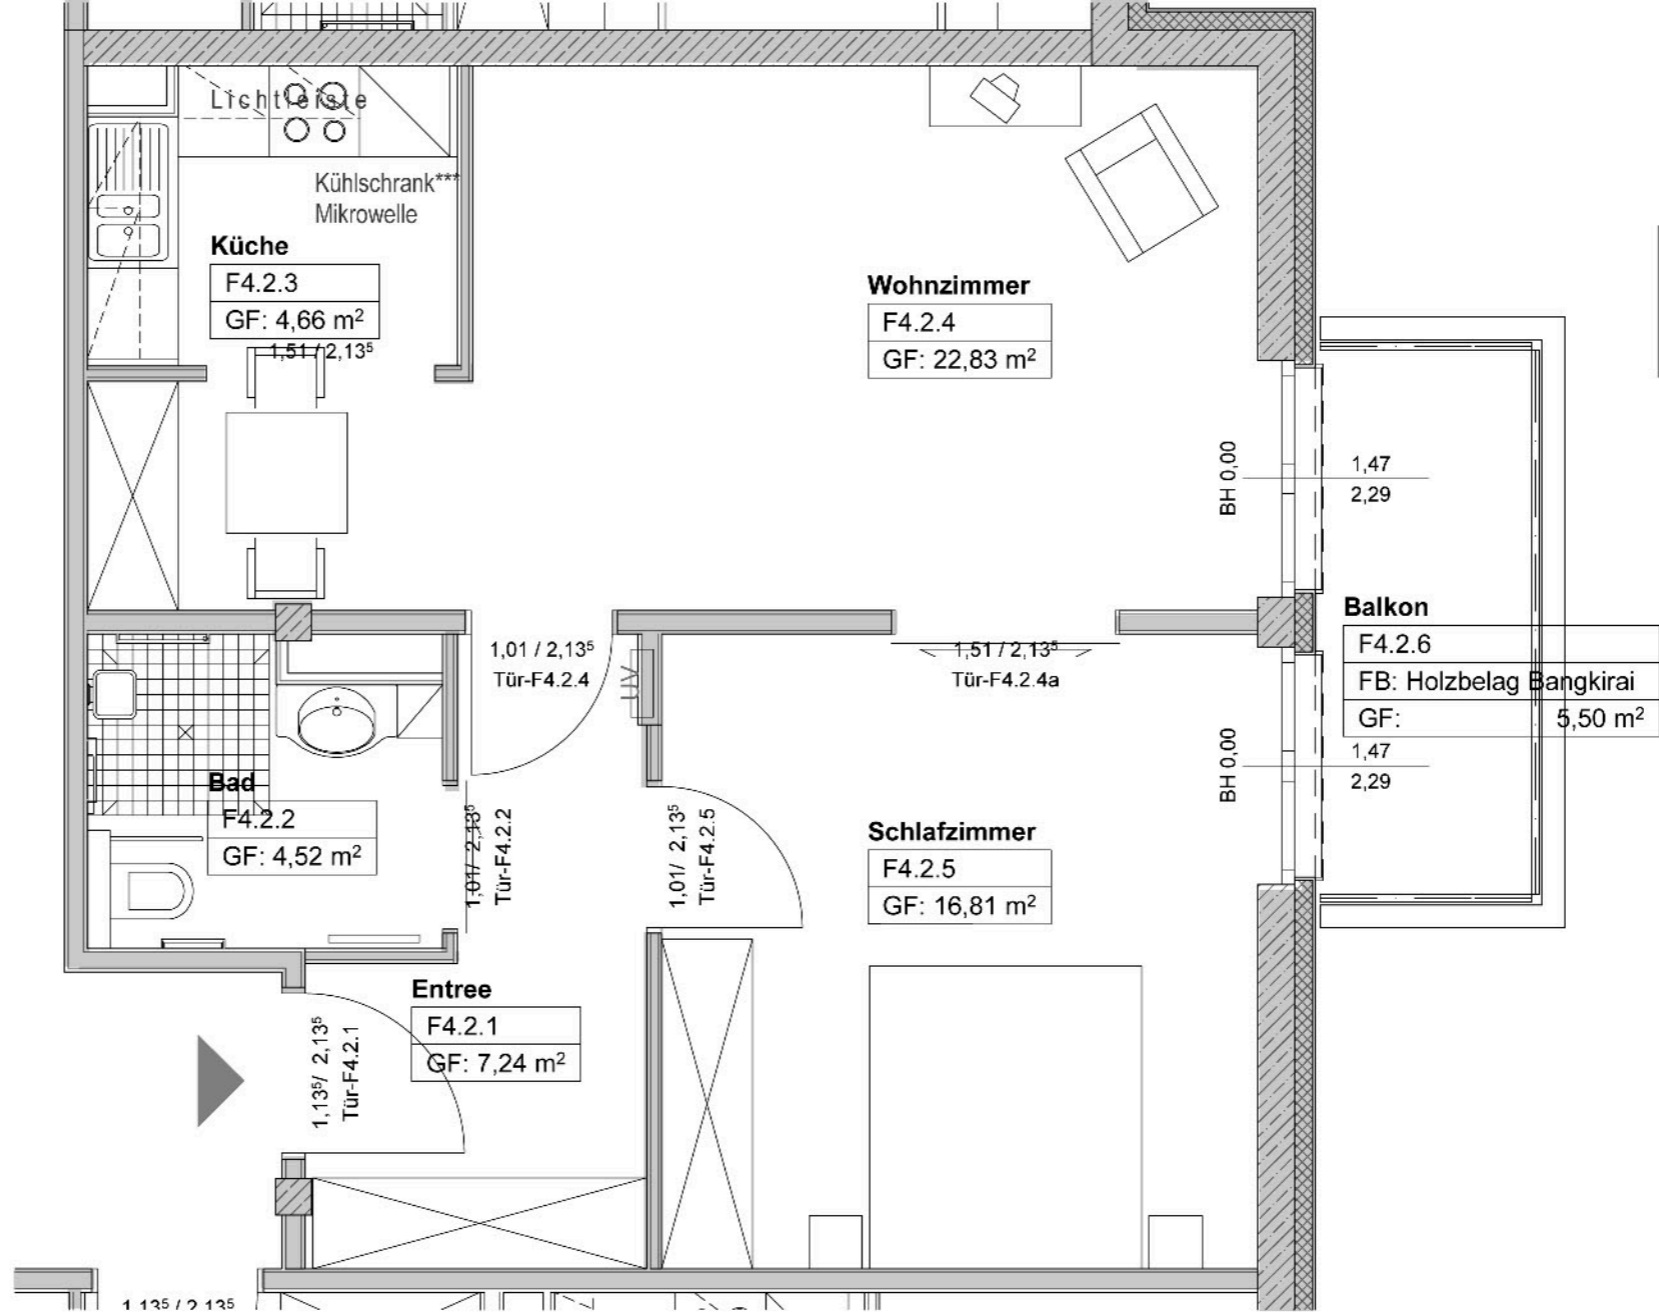 Lichtleiste
Kühlschrank***
Mikrowelle
Küche
F4.2.3
GF: 4,66 m²
1,51 / 2,13⁵
Wohnzimmer
F4.2.4
GF: 22,83 m²
BH 0,00
1,47
2,29
Balkon
F4.2.6
FB: Holzbelag Bangkirai
GF: 5,50 m²
1,01 / 2,13⁵
Tür-F4.2.4
UV
1,51 / 2,13⁵
Tür-F4.2.4a
BH 0,00
1,47
2,29
Bad
F4.2.2
GF: 4,52 m²
1,01/ 2,13⁵
Tür-F4.2.2
1,01/ 2,13⁵
Tür-F4.2.5
Schlafzimmer
F4.2.5
GF: 16,81 m²
Entree
F4.2.1
GF: 7,24 m²
1,13⁵/ 2,13⁵
Tür-F4.2.1
1,13⁵ / 2,13⁵